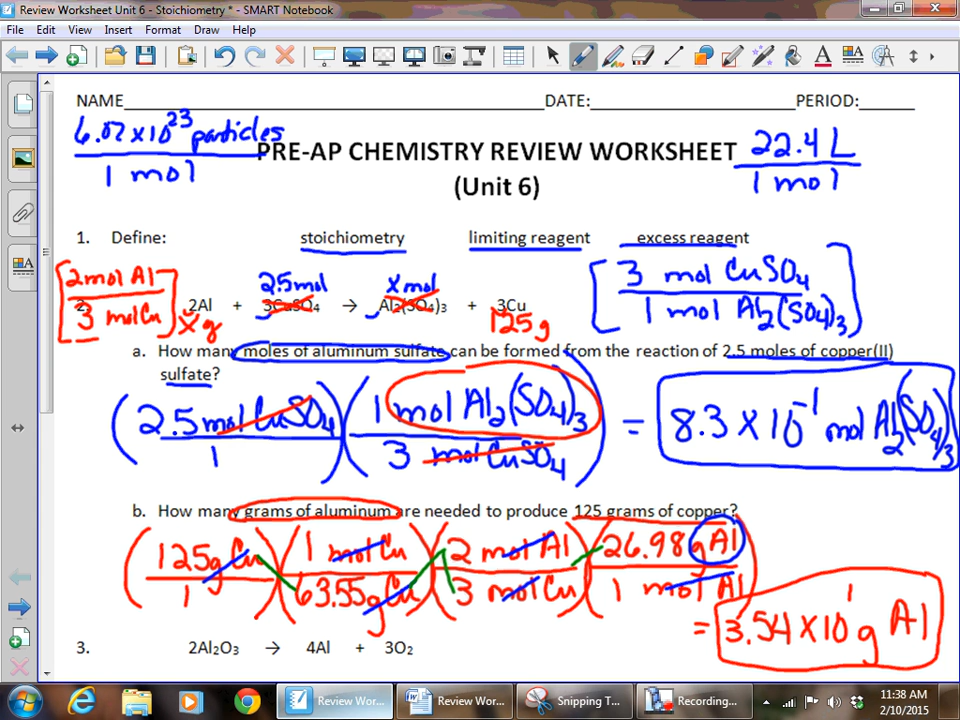 Review Worksheet Unit 6 - Stoichiometry * - SMART Notebook
File Edit View Insert Format Draw Help
NAME DATE: PERIOD:
6.02 x 10^23 particles
1 mol
22.4 L
1 mol
PRE-AP CHEMISTRY REVIEW WORKSHEET
(Unit 6)
1. Define: stoichiometry limiting reagent excess reagent
2 mol Al
3 mol Cu
2.5 mol x mol
3 mol CuSO4
1 mol Al2(SO4)3
2. 2Al + 3CuSO4 → Al2(SO4)3 + 3Cu
x g 125 g
a. How many moles of aluminum sulfate can be formed from the reaction of 2.5 moles of copper(II)
sulfate?
(2.5 mol CuSO4 / 1) (1 mol Al2(SO4)3 / 3 mol CuSO4) = 8.3 x 10^-1 mol Al2(SO4)3
b. How many grams of aluminum are needed to produce 125 grams of copper?
(125 g Cu / 1) (1 mol Cu / 63.55 g Cu) (2 mol Al / 3 mol Cu) (26.98 g Al / 1 mol Al)
= 3.54 x 10^1 g Al
3. 2Al2O3 → 4Al + 3O2
Review Wor... Review Wor... Snipping T... Recording...
11:38 AM
2/10/2015